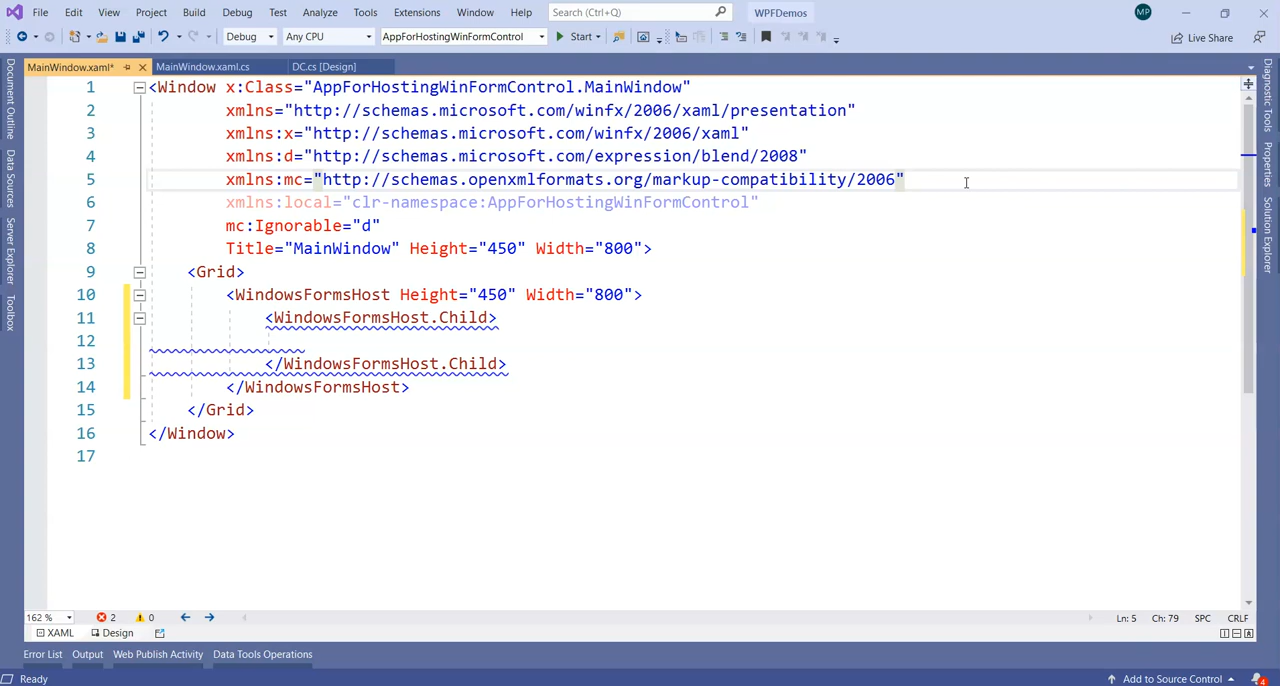 File Edit View Project Build Debug Test Analyze Tools Extensions Window Help Search (Ctrl+Q) WPFDemos MP
Debug Any CPU AppForHostingWinFormControl Start Live Share
MainWindow.xaml* MainWindow.xaml.cs DC.cs [Design]
Document Outline
Data Sources
Server Explorer
Toolbox
1 <Window x:Class="AppForHostingWinFormControl.MainWindow"
2 xmlns="http://schemas.microsoft.com/winfx/2006/xaml/presentation"
3 xmlns:x="http://schemas.microsoft.com/winfx/2006/xaml"
4 xmlns:d="http://schemas.microsoft.com/expression/blend/2008"
5 xmlns:mc="http://schemas.openxmlformats.org/markup-compatibility/2006"
6 xmlns:local="clr-namespace:AppForHostingWinFormControl"
7 mc:Ignorable="d"
8 Title="MainWindow" Height="450" Width="800">
9 <Grid>
10 <WindowsFormsHost Height="450" Width="800">
11 <WindowsFormsHost.Child>
12
13 </WindowsFormsHost.Child>
14 </WindowsFormsHost>
15 </Grid>
16 </Window>
17
Diagnostic Tools
Properties
Solution Explorer
162 % 2 0 Ln: 5 Ch: 79 SPC CRLF
XAML Design
Error List Output Web Publish Activity Data Tools Operations
Ready Add to Source Control 4